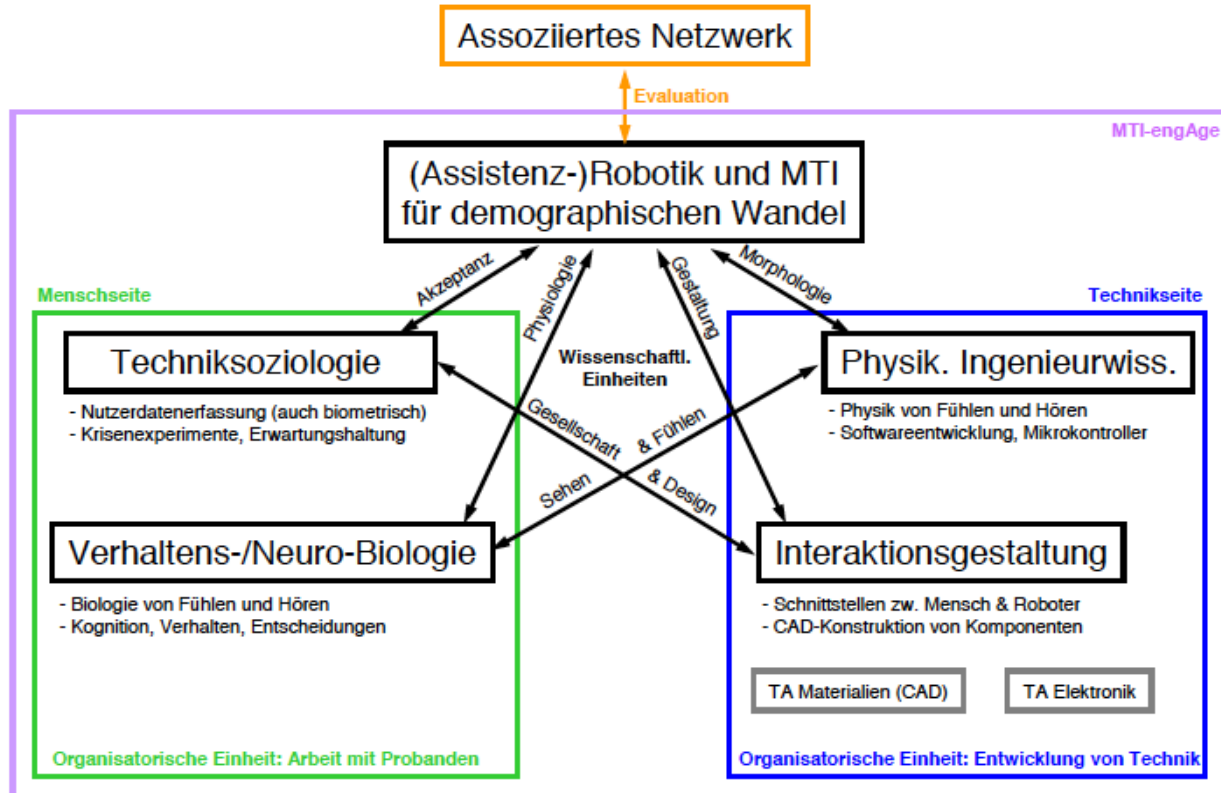 Assoziiertes Netzwerk
Evaluation
MTI-engAge
(Assistenz-)Robotik und MTI
für demographischen Wandel
Akzeptanz
Physiologie
Gestaltung
Morphologie
Menschseite
Technikseite
Techniksoziologie
- Nutzerdatenerfassung (auch biometrisch)
- Krisenexperimente, Erwartungshaltung
Wissenschaftl.
Einheiten
Physik. Ingenieurwiss.
- Physik von Fühlen und Hören
- Softwareentwicklung, Mikrokontroller
Gesellschaft
& Design
Sehen
& Fühlen
Verhaltens-/Neuro-Biologie
- Biologie von Fühlen und Hören
- Kognition, Verhalten, Entscheidungen
Interaktionsgestaltung
- Schnittstellen zw. Mensch & Roboter
- CAD-Konstruktion von Komponenten
TA Materialien (CAD)
TA Elektronik
Organisatorische Einheit: Arbeit mit Probanden
Organisatorische Einheit: Entwicklung von Technik